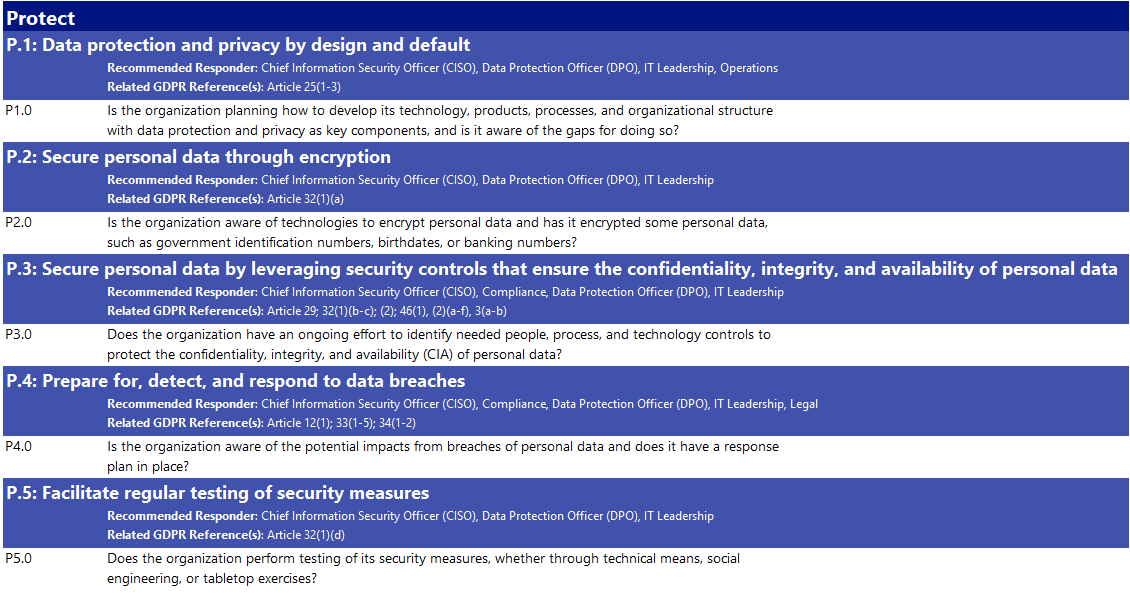 Protect
P.1: Data protection and privacy by design and default
Recommended Responder: Chief Information Security Officer (CISO), Data Protection Officer (DPO), IT Leadership, Operations
Related GDPR Reference(s): Article 25(1-3)
P1.0 Is the organization planning how to develop its technology, products, processes, and organizational structure
with data protection and privacy as key components, and is it aware of the gaps for doing so?
P.2: Secure personal data through encryption
Recommended Responder: Chief Information Security Officer (CISO), Data Protection Officer (DPO), IT Leadership
Related GDPR Reference(s): Article 32(1)(a)
P2.0 Is the organization aware of technologies to encrypt personal data and has it encrypted some personal data,
such as government identification numbers, birthdates, or banking numbers?
P.3: Secure personal data by leveraging security controls that ensure the confidentiality, integrity, and availability of personal data
Recommended Responder: Chief Information Security Officer (CISO), Compliance, Data Protection Officer (DPO), IT Leadership
Related GDPR Reference(s): Article 29; 32(1)(b-c); (2); 46(1), (2)(a-f), 3(a-b)
P3.0 Does the organization have an ongoing effort to identify needed people, process, and technology controls to
protect the confidentiality, integrity, and availability (CIA) of personal data?
P.4: Prepare for, detect, and respond to data breaches
Recommended Responder: Chief Information Security Officer (CISO), Compliance, Data Protection Officer (DPO), IT Leadership, Legal
Related GDPR Reference(s): Article 12(1); 33(1-5); 34(1-2)
P4.0 Is the organization aware of the potential impacts from breaches of personal data and does it have a response
plan in place?
P.5: Facilitate regular testing of security measures
Recommended Responder: Chief Information Security Officer (CISO), Data Protection Officer (DPO), IT Leadership
Related GDPR Reference(s): Article 32(1)(d)
P5.0 Does the organization perform testing of its security measures, whether through technical means, social
engineering, or tabletop exercises?